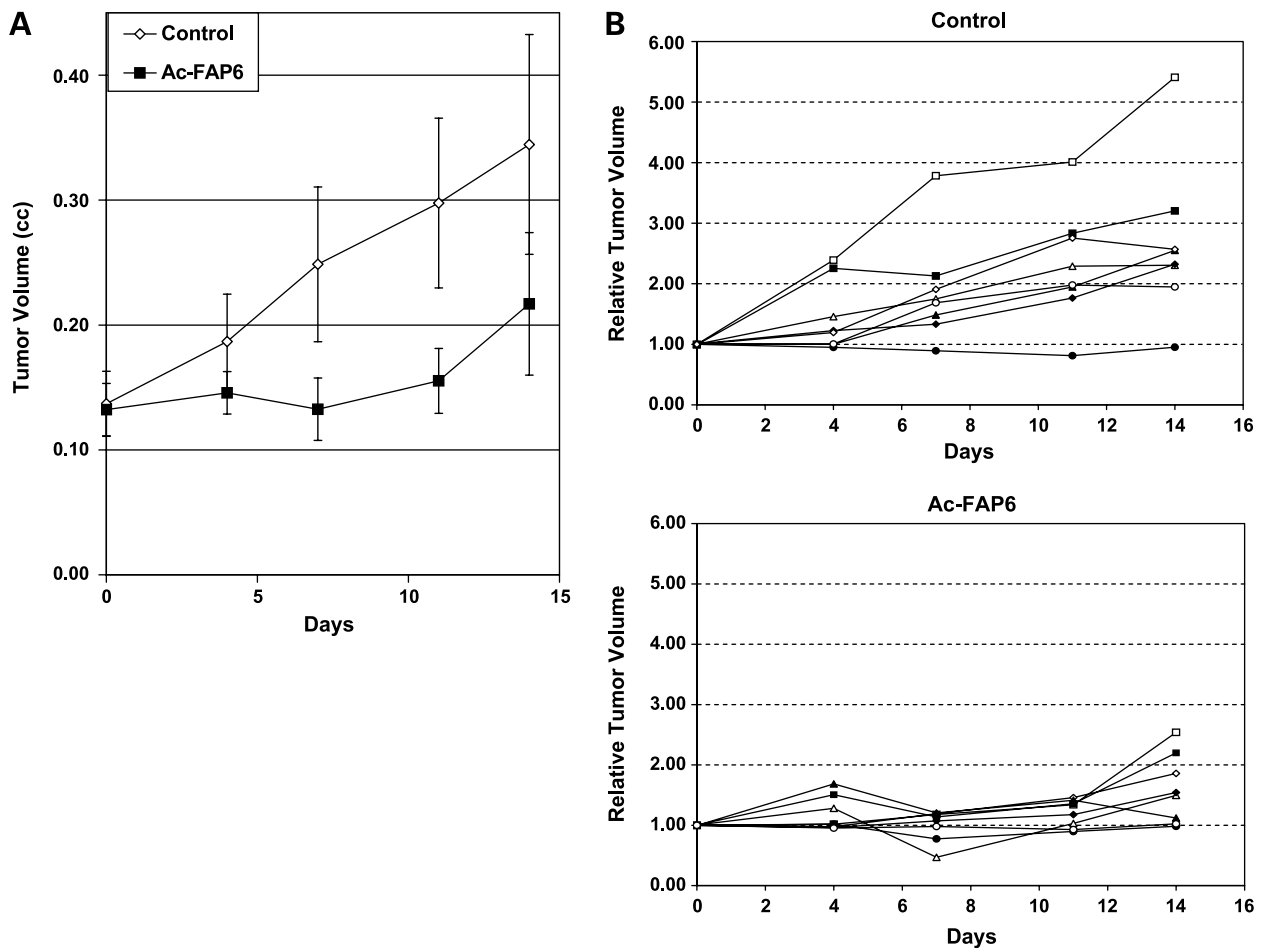 A
Control
Ac-FAP6
0.40
0.30
0.20
0.10
0.00
Tumor Volume (cc)
0 5 10 15
Days
B
Control
6.00
5.00
4.00
3.00
2.00
1.00
0.00
Relative Tumor Volume
0 2 4 6 8 10 12 14 16
Days
Ac-FAP6
6.00
5.00
4.00
3.00
2.00
1.00
0.00
Relative Tumor Volume
0 2 4 6 8 10 12 14 16
Days